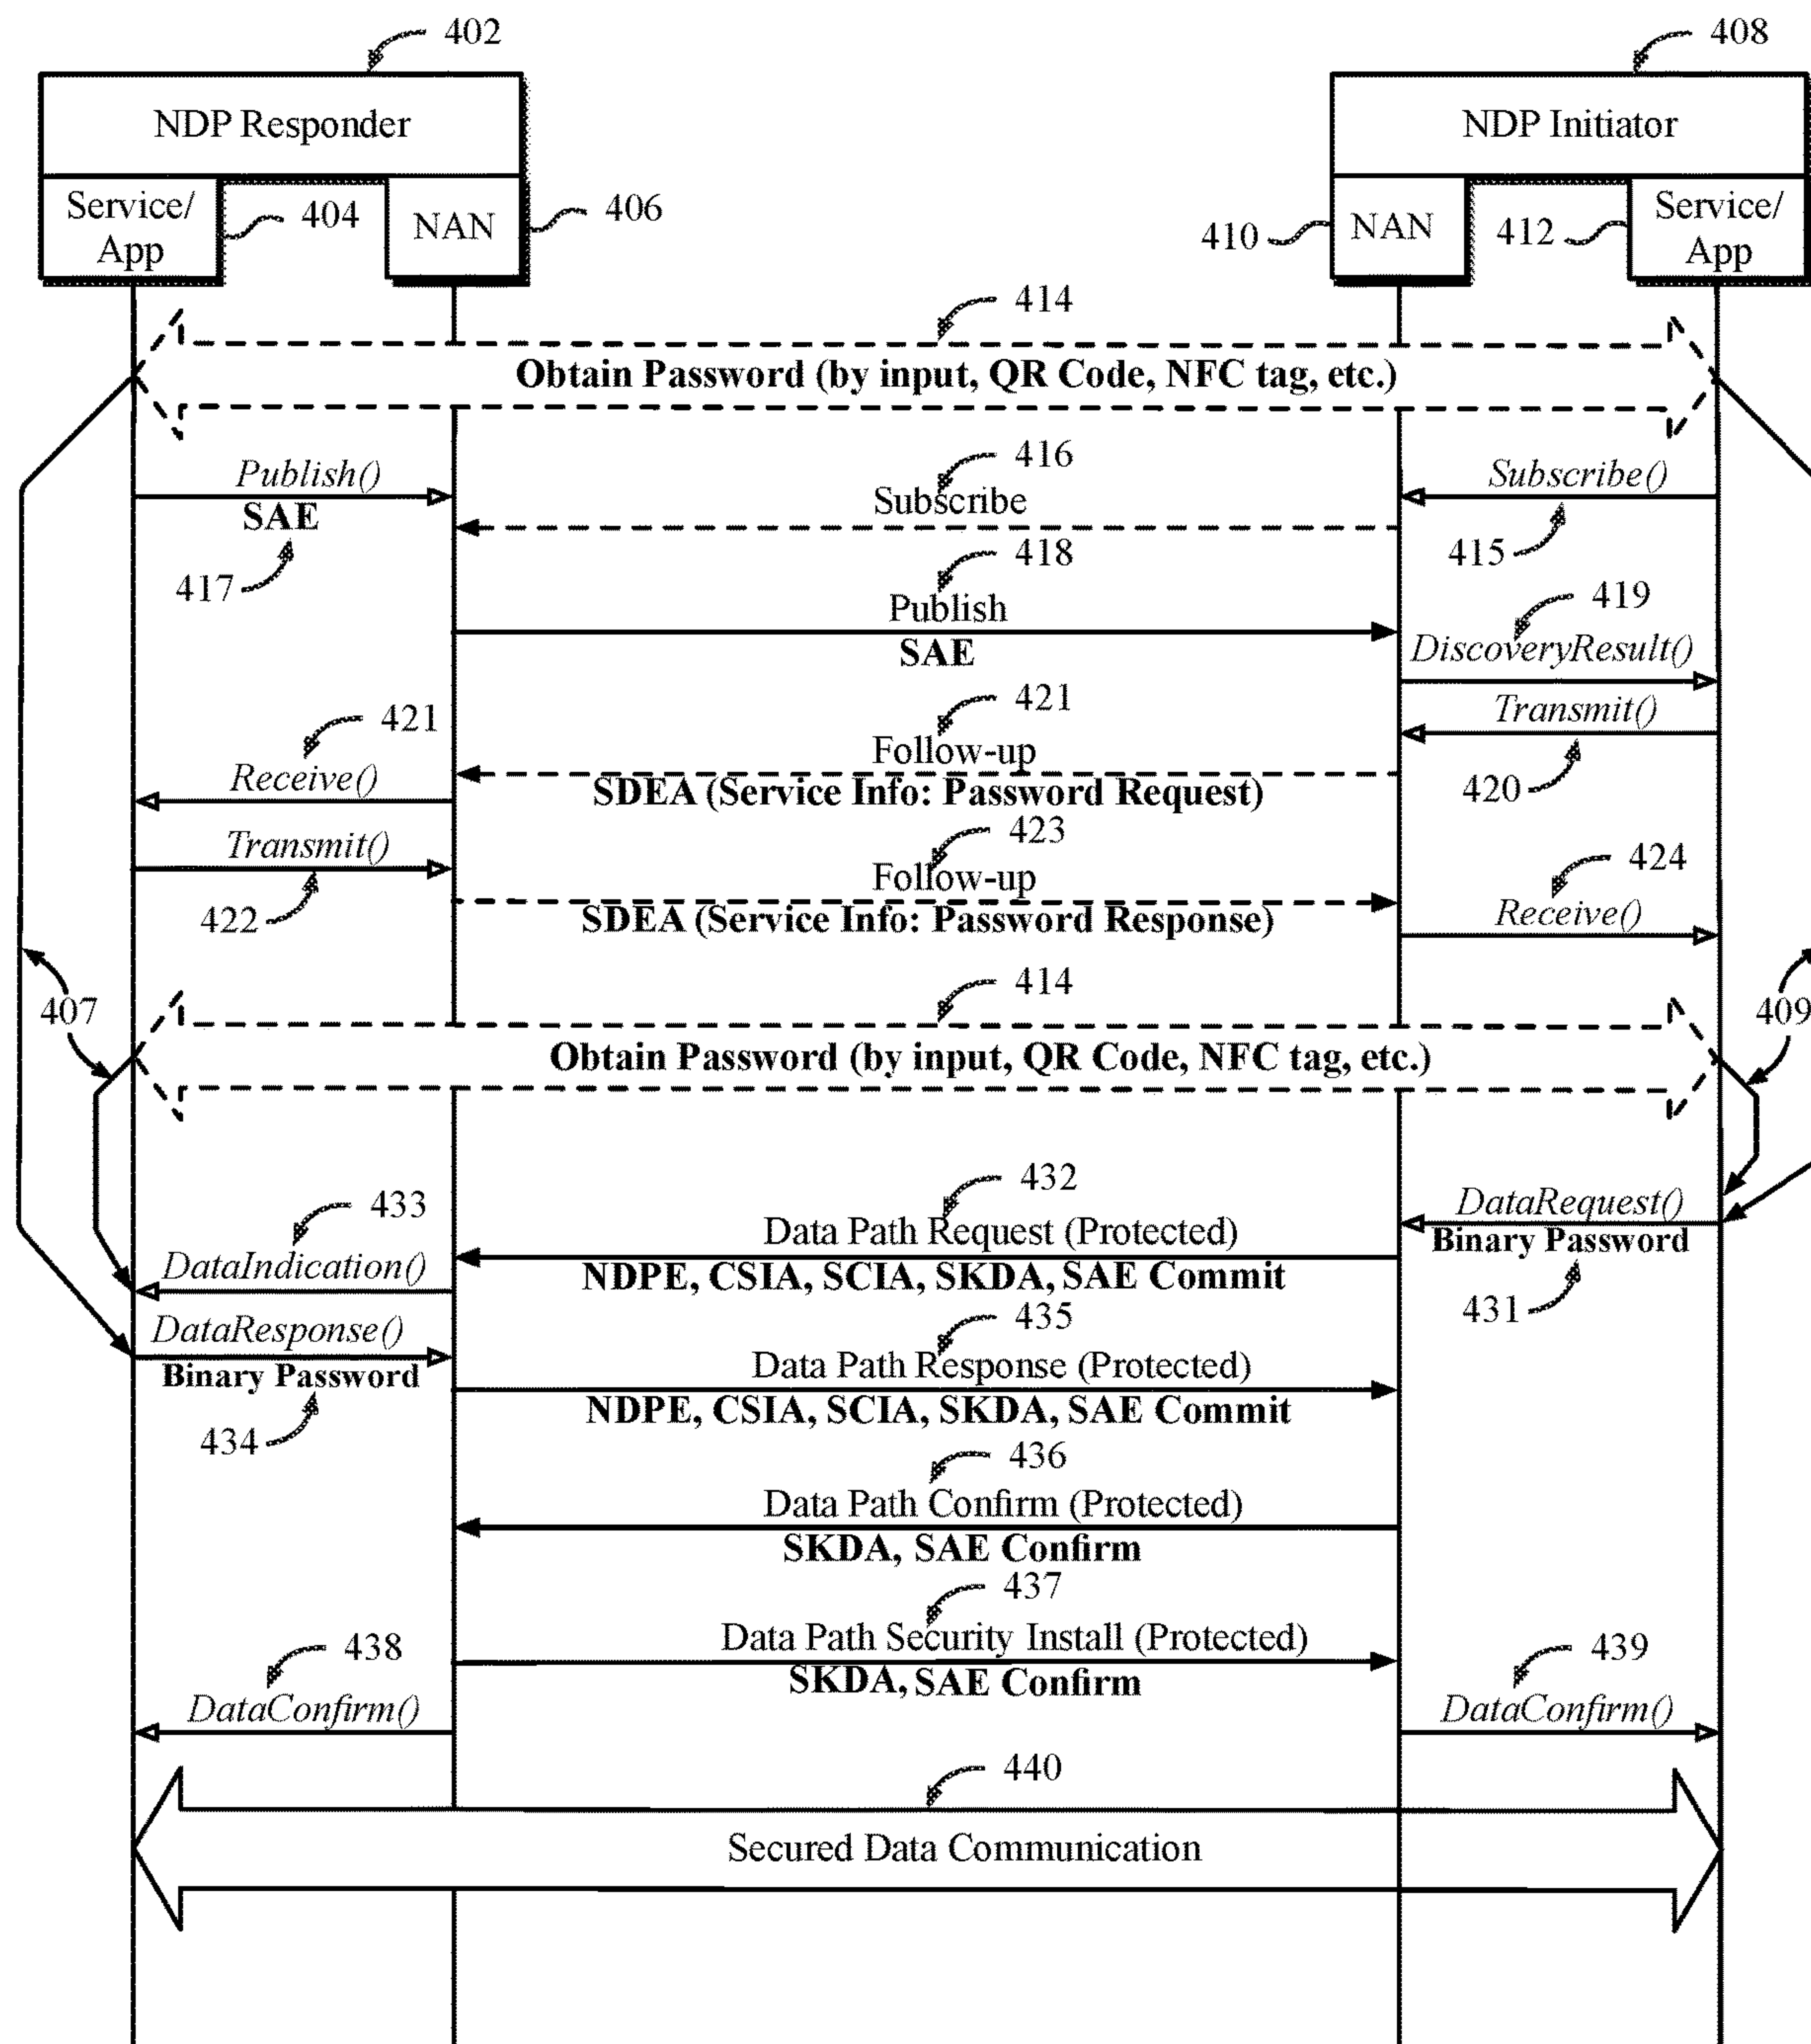 402
408
NDP Responder
NDP Initiator
Service/
App
404
NAN
406
410
NAN
412
Service/
App
414
Obtain Password (by input, QR Code, NFC tag, etc.)
Publish()
SAE
417
416
Subscribe
Subscribe()
415
418
Publish
SAE
419
DiscoveryResult()
421
Receive()
421
Follow-up
SDEA (Service Info: Password Request)
Transmit()
420
Transmit()
422
423
Follow-up
SDEA (Service Info: Password Response)
424
Receive()
407
414
409
Obtain Password (by input, QR Code, NFC tag, etc.)
432
Data Path Request (Protected)
NDPE, CSIA, SCIA, SKDA, SAE Commit
DataRequest()
Binary Password
431
433
DataIndication()
DataResponse()
Binary Password
434
435
Data Path Response (Protected)
NDPE, CSIA, SCIA, SKDA, SAE Commit
436
Data Path Confirm (Protected)
SKDA, SAE Confirm
437
Data Path Security Install (Protected)
SKDA, SAE Confirm
438
DataConfirm()
439
DataConfirm()
440
Secured Data Communication